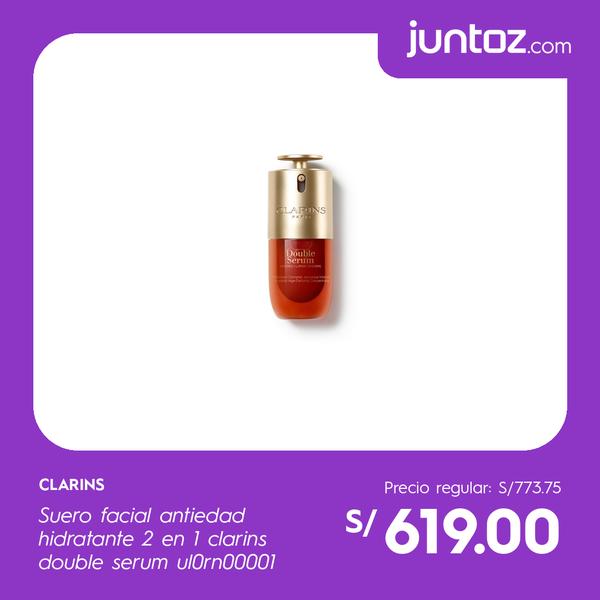 juntoz.com
CLARINS
PARIS
Double
Serum
CLARINS
Suero facial antiedad
hidratante 2 en 1 clarins
double serum ul0rn00001
Precio regular: S/773.75
S/ 619.00